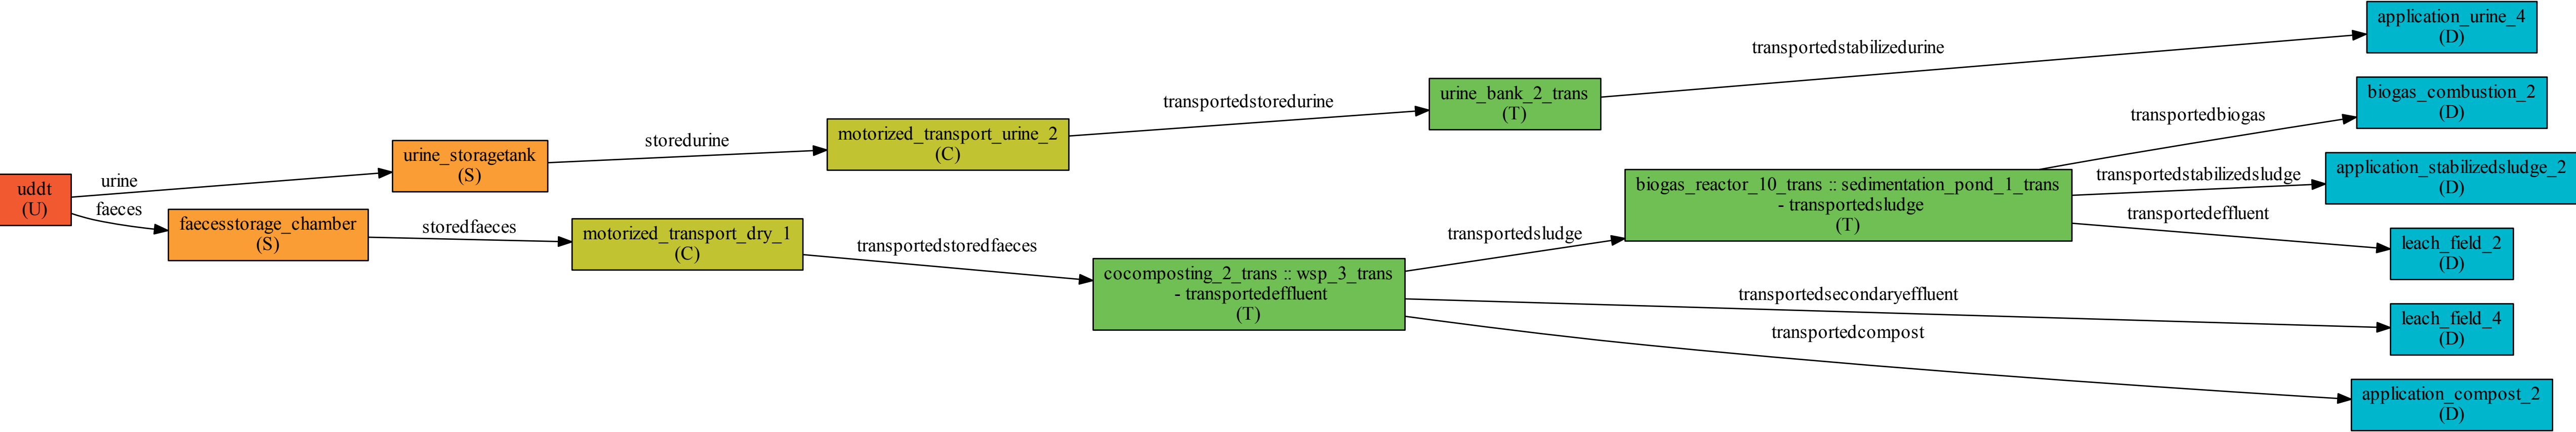 uddt
(U)
urine
faeces
urine_storagetank
(S)
faecesstorage_chamber
(S)
storedurine
storedfaeces
motorized_transport_urine_2
(C)
motorized_transport_dry_1
(C)
transportedstoredurine
transportedstoredfaeces
urine_bank_2_trans
(T)
cocomposting_2_trans :: wsp_3_trans
- transportedeffluent
(T)
transportedstabilizedurine
transportedsludge
transportedsecondaryeffluent
transportedcompost
biogas_reactor_10_trans :: sedimentation_pond_1_trans
- transportedsludge
(T)
transportedbiogas
transportedstabilizedsludge
transportedeffluent
application_urine_4
(D)
biogas_combustion_2
(D)
application_stabilizedsludge_2
(D)
leach_field_2
(D)
leach_field_4
(D)
application_compost_2
(D)